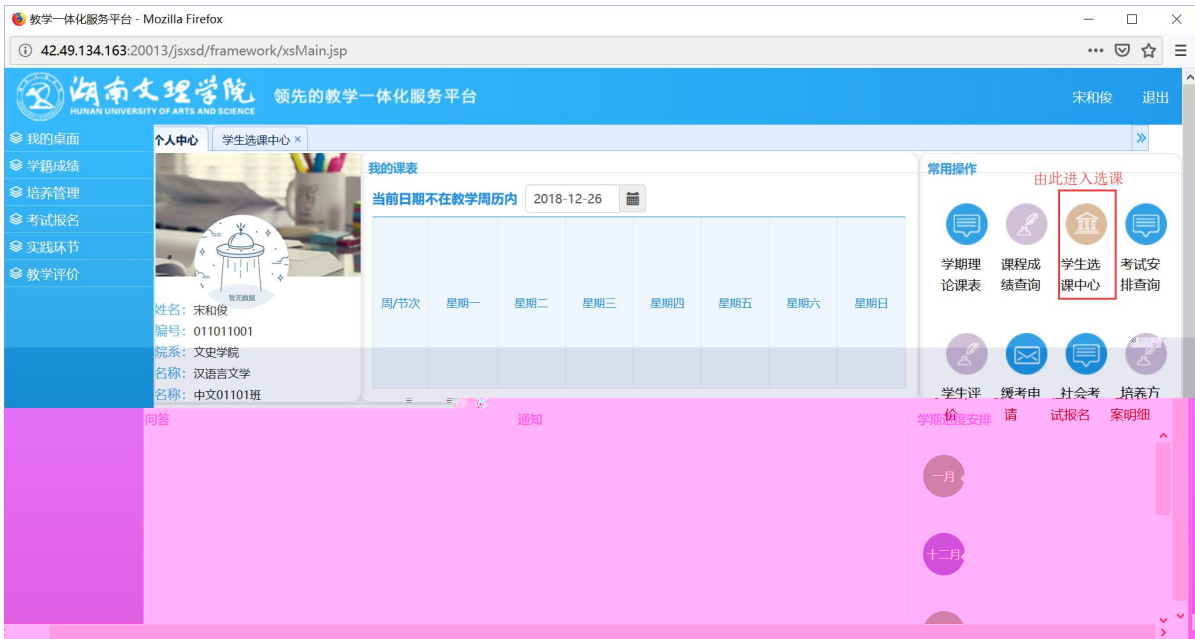 教学一体化服务平台 - Mozilla Firefox
42.49.134.163:20013/jsxsd/framework/xsMain.jsp
湖南文理学院
HUNAN UNIVERSITY OF ARTS AND SCIENCE
领先的教学一体化服务平台
宋和俊 退出
我的桌面
学籍成绩
培养管理
考试报名
实践环节
教学评价
个人中心 学生选课中心 ×
暂无数据
姓名: 宋和俊
编号: 011011001
院系: 文史学院
名称: 汉语言文学
名称: 中文01101班
我的课表
当前日期不在教学周历内 2018-12-26
周/节次 星期一 星期二 星期三 星期四 星期五 星期六 星期日
常用操作
由此进入选课
学期理论课表
课程成绩查询
学生选课中心
考试安排查询
学生评价
缓考申请
社会考试报名
培养方案明细
问答
通知
学期进度安排
一月
十二月